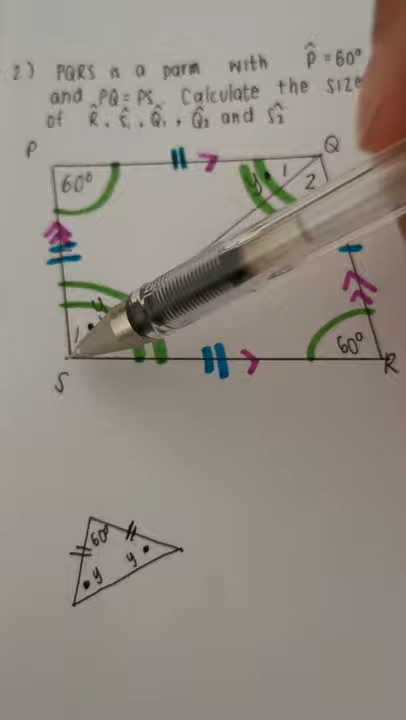 2.) PQRS is a parm with P̂ = 60°
and PQ = PS. Calculate the size
of R̂, Ŝ₁, Q̂₁, Q̂₂ and Ŝ₂
P
Q
60°
y 1
2
y
1
60°
S
R
60°
y
y